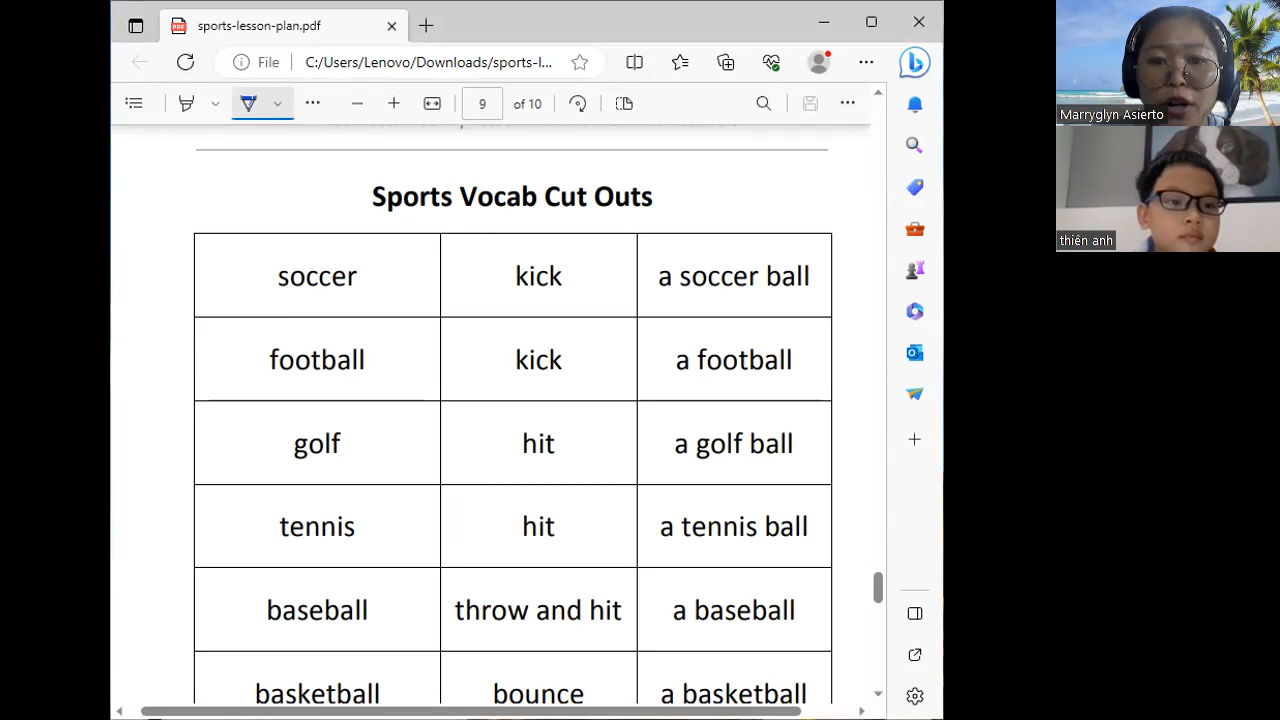 sports-lesson-plan.pdf
File C:/Users/Lenovo/Downloads/sports-l...
9 of 10
Sports Vocab Cut Outs
soccer kick a soccer ball
football kick a football
golf hit a golf ball
tennis hit a tennis ball
baseball throw and hit a baseball
basketball bounce a basketball
Marryglyn Asierto
thiên anh